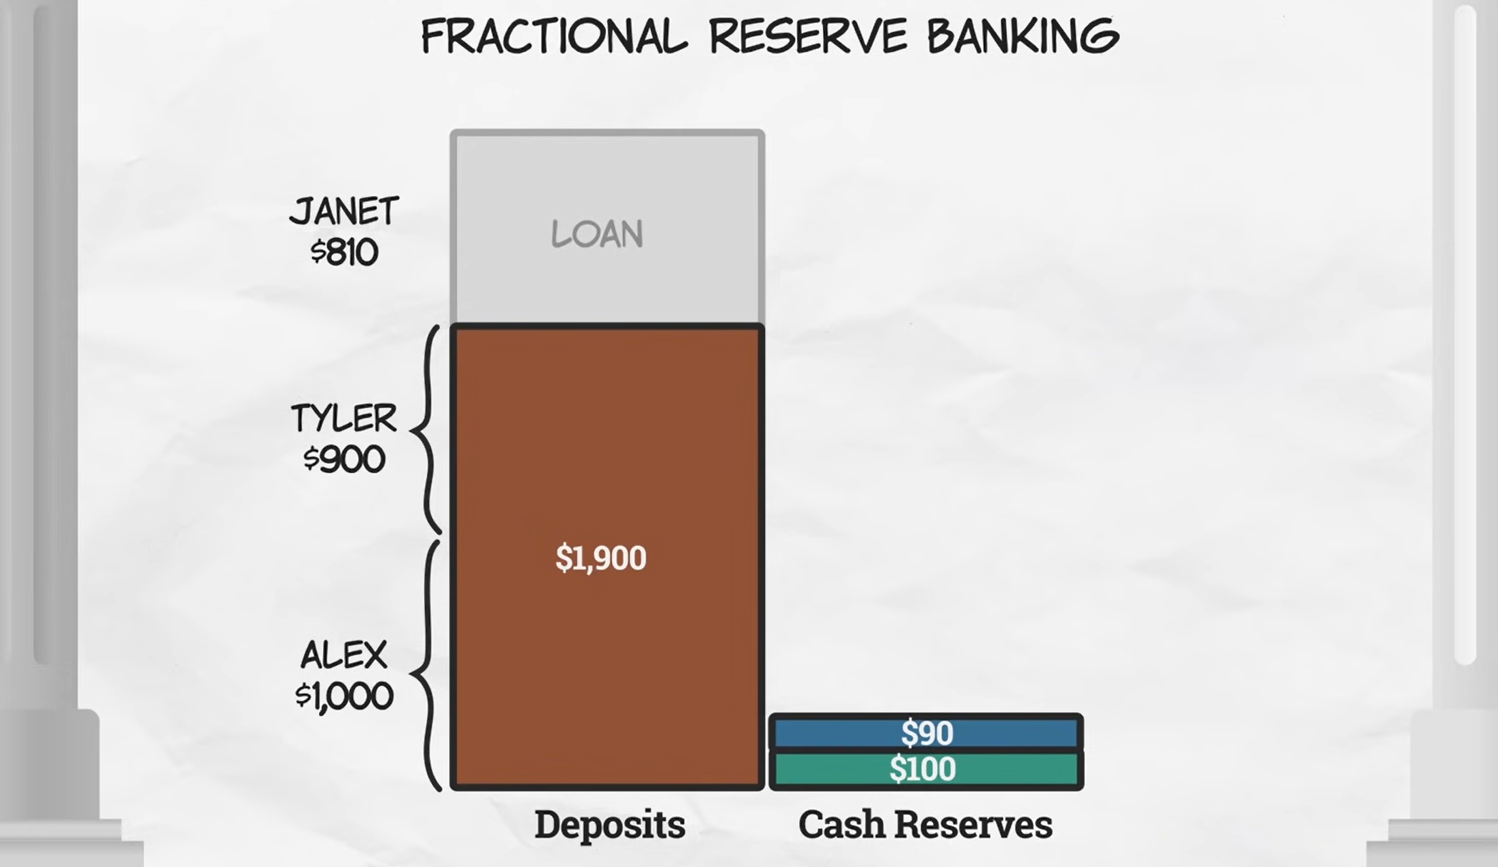 FRACTIONAL RESERVE BANKING
JANET
$810
LOAN
TYLER
$900
$1,900
ALEX
$1,000
$90
$100
Deposits
Cash Reserves